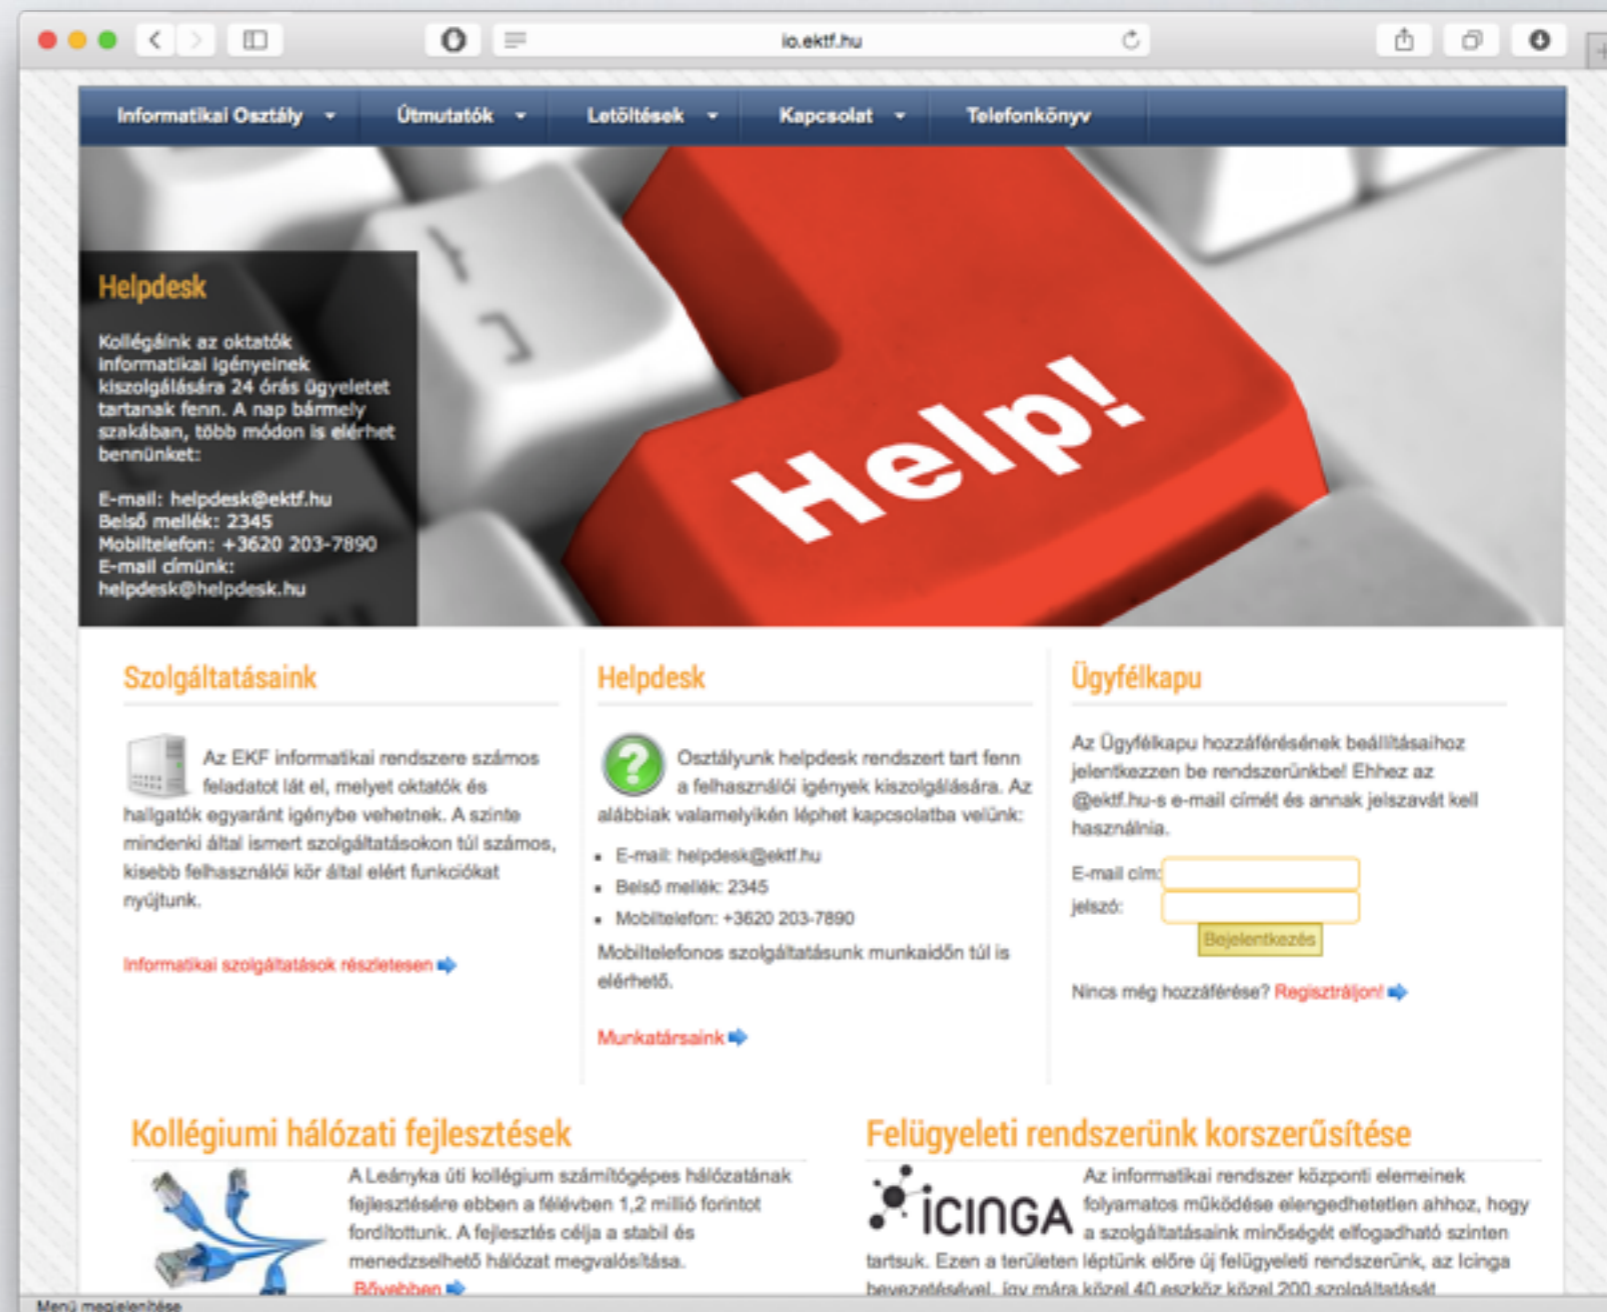 io.ektf.hu
Informatikai Osztály
Útmutatók
Letöltések
Kapcsolat
Telefonkönyv
Helpdesk
Kollégáink az oktatók
informatikai igényeinek
kiszolgálására 24 órás ügyeletet
tartanak fenn. A nap bármely
szakában, több módon is elérhet
bennünket:
E-mail: helpdesk@ektf.hu
Belső mellék: 2345
Mobiltelefon: +3620 203-7890
E-mail címünk:
helpdesk@helpdesk.hu
Help!
Szolgáltatásaink
Az EKF informatikai rendszere számos
feladatot lát el, melyet oktatók és
hallgatók egyaránt igénybe vehetnek. A szinte
mindenki által ismert szolgáltatásokon túl számos,
kisebb felhasználói kör által elért funkciókat
nyújtunk.
Informatikai szolgáltatások részletesen
Helpdesk
Osztályunk helpdesk rendszert tart fenn
a felhasználói igények kiszolgálására. Az
alábbiak valamelyikén léphet kapcsolatba velünk:
E-mail: helpdesk@ektf.hu
Belső mellék: 2345
Mobiltelefon: +3620 203-7890
Mobiltelefonos szolgáltatásunk munkaidőn túl is
elérhető.
Munkatársaink
Ügyfélkapu
Az Ügyfélkapu hozzáférésének beállításaihoz
jelentkezzen be rendszerünkbe! Ehhez az
@ektf.hu-s e-mail címét és annak jelszavát kell
használnia.
E-mail cím:
jelszó:
Bejelentkezés
Nincs még hozzáférése? Regisztráljon!
Kollégiumi hálózati fejlesztések
A Leányka úti kollégium számítógépes hálózatának
fejlesztésére ebben a félévben 1,2 millió forintot
fordítottunk. A fejlesztés célja a stabil és
menedzselhető hálózat megvalósítása.
Bővebben
Felügyeleti rendszerünk korszerűsítése
ICINGA
Az informatikai rendszer központi elemeinek
folyamatos működése elengedhetetlen ahhoz, hogy
a szolgáltatásaink minőségét elfogadható szinten
tartsuk. Ezen a területen léptünk előre új felügyeleti rendszerünk, az Icinga
bevezetésével, így mára közel 40 eszköz közel 200 szolgáltatását
Menü megjelenítése